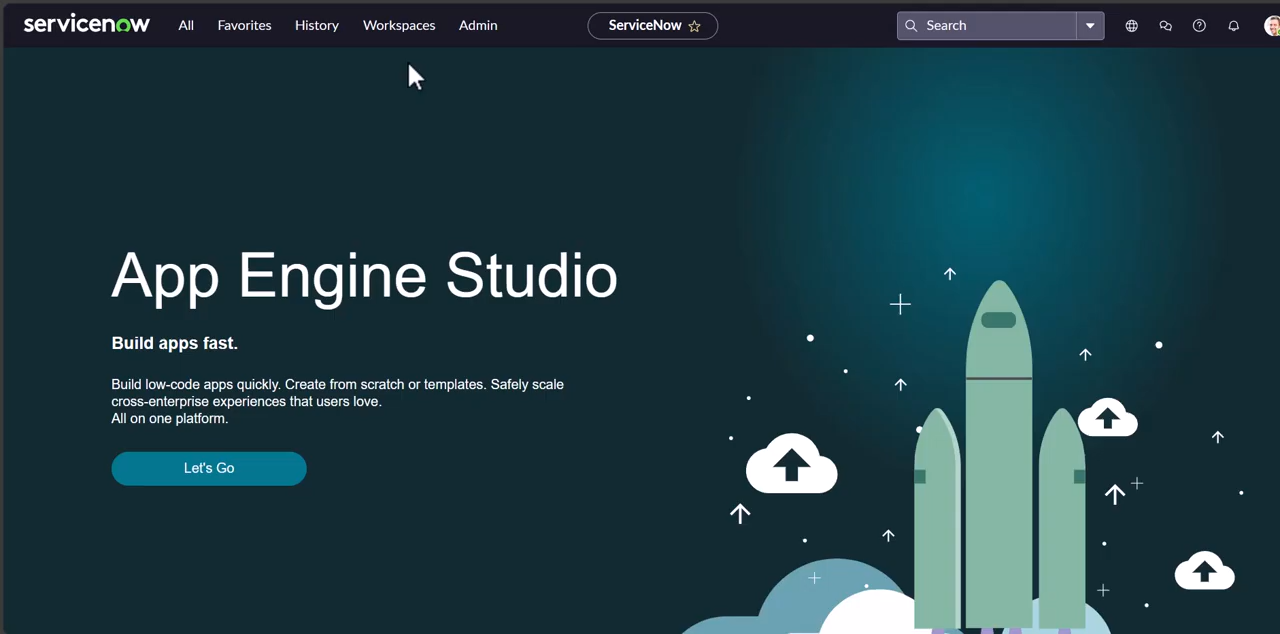 servicenow All Favorites History Workspaces Admin ServiceNow Search
App Engine Studio
Build apps fast.
Build low-code apps quickly. Create from scratch or templates. Safely scale
cross-enterprise experiences that users love.
All on one platform.
Let's Go